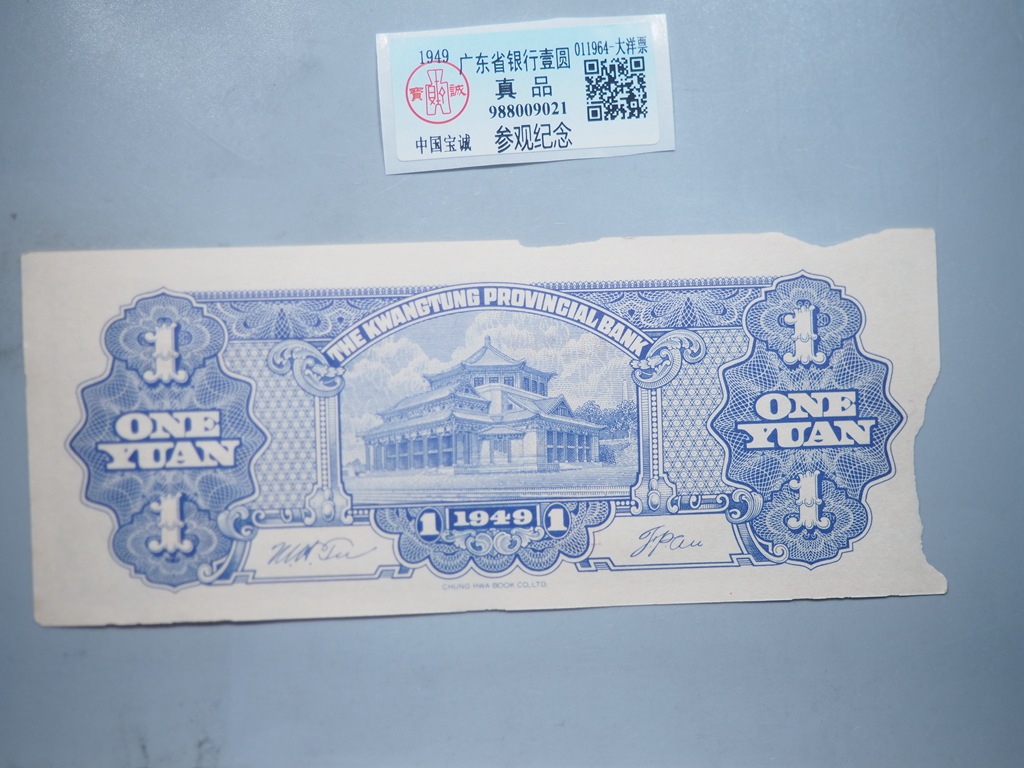 1949 广东省银行壹圆 011964-大洋票
寳 誠
真 品
988009021
中国宝诚 参观纪念
THE KWANGTUNG PROVINCIAL BANK
1 1
ONE YUAN ONE YUAN
1 1
1 1949 1
CHUNG HWA BOOK CO., LTD.